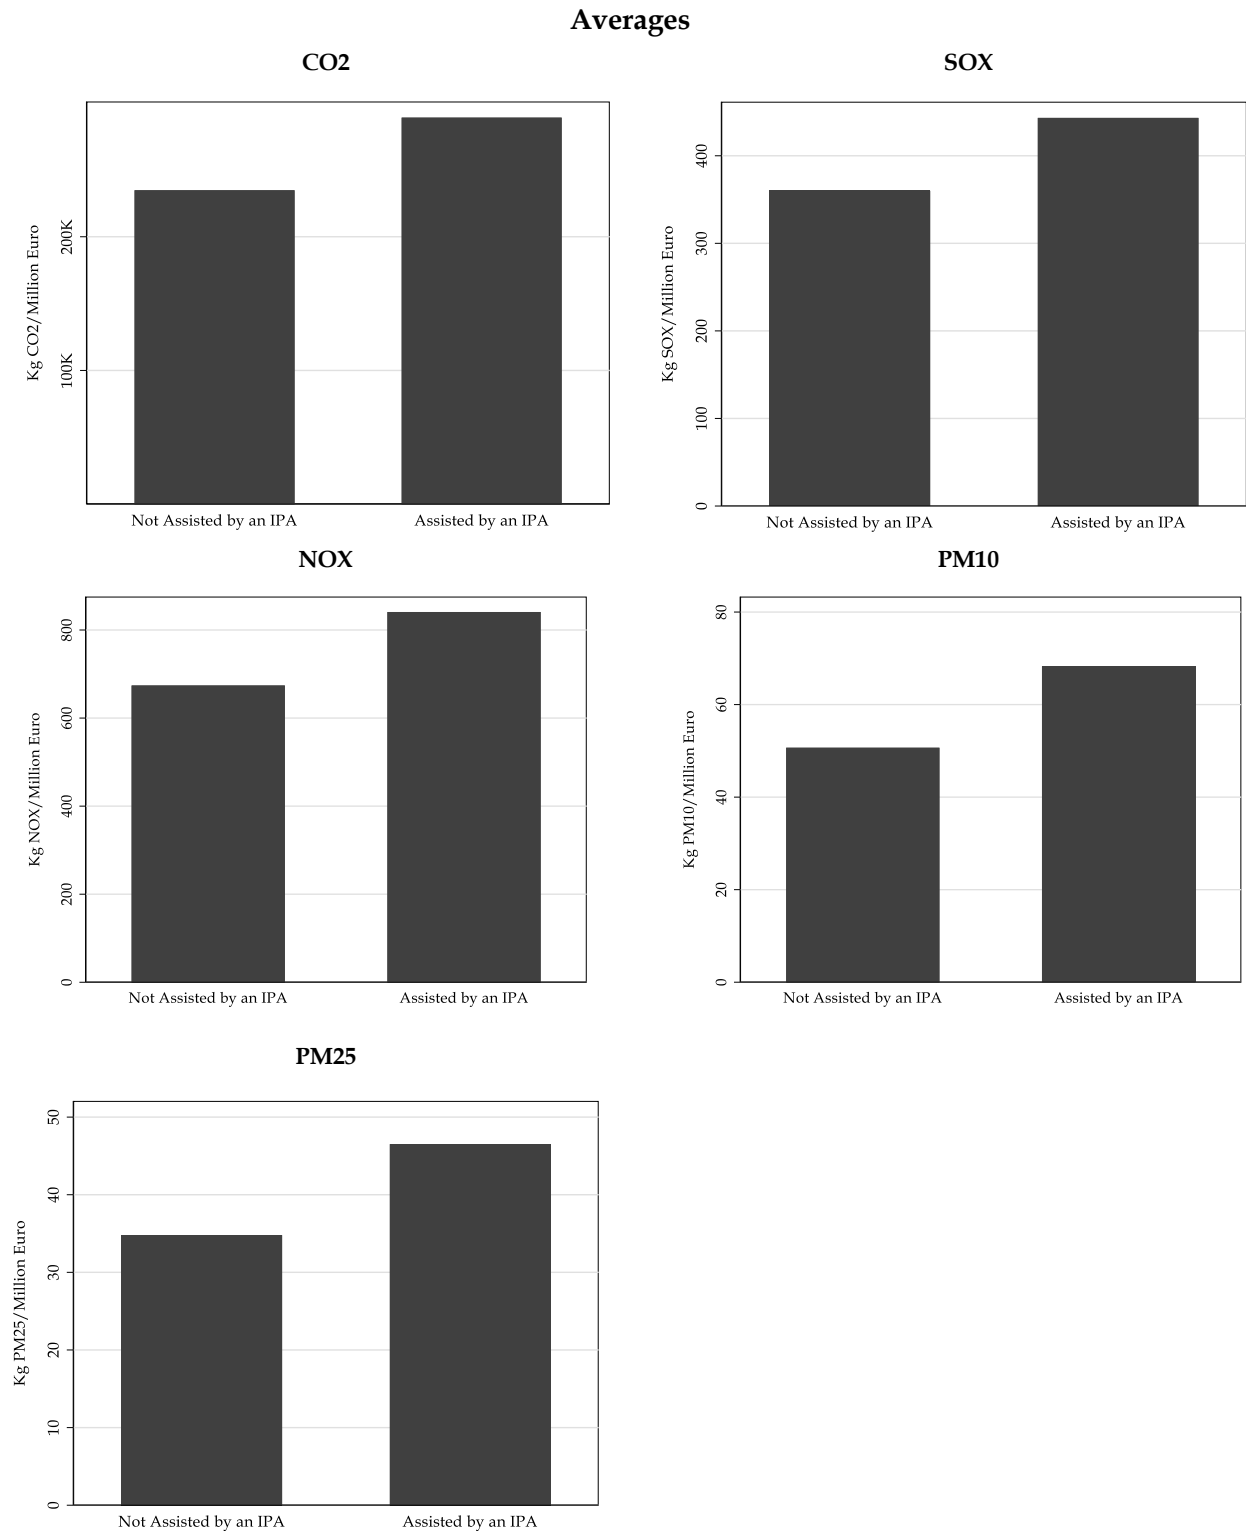 Averages
CO2
Kg CO2/Million Euro
200K
100K
Not Assisted by an IPA
Assisted by an IPA
SOX
Kg SOX/Million Euro
400
300
200
100
0
Not Assisted by an IPA
Assisted by an IPA
NOX
Kg NOX/Million Euro
800
600
400
200
0
Not Assisted by an IPA
Assisted by an IPA
PM10
Kg PM10/Million Euro
80
60
40
20
0
Not Assisted by an IPA
Assisted by an IPA
PM25
Kg PM25/Million Euro
50
40
30
20
10
0
Not Assisted by an IPA
Assisted by an IPA